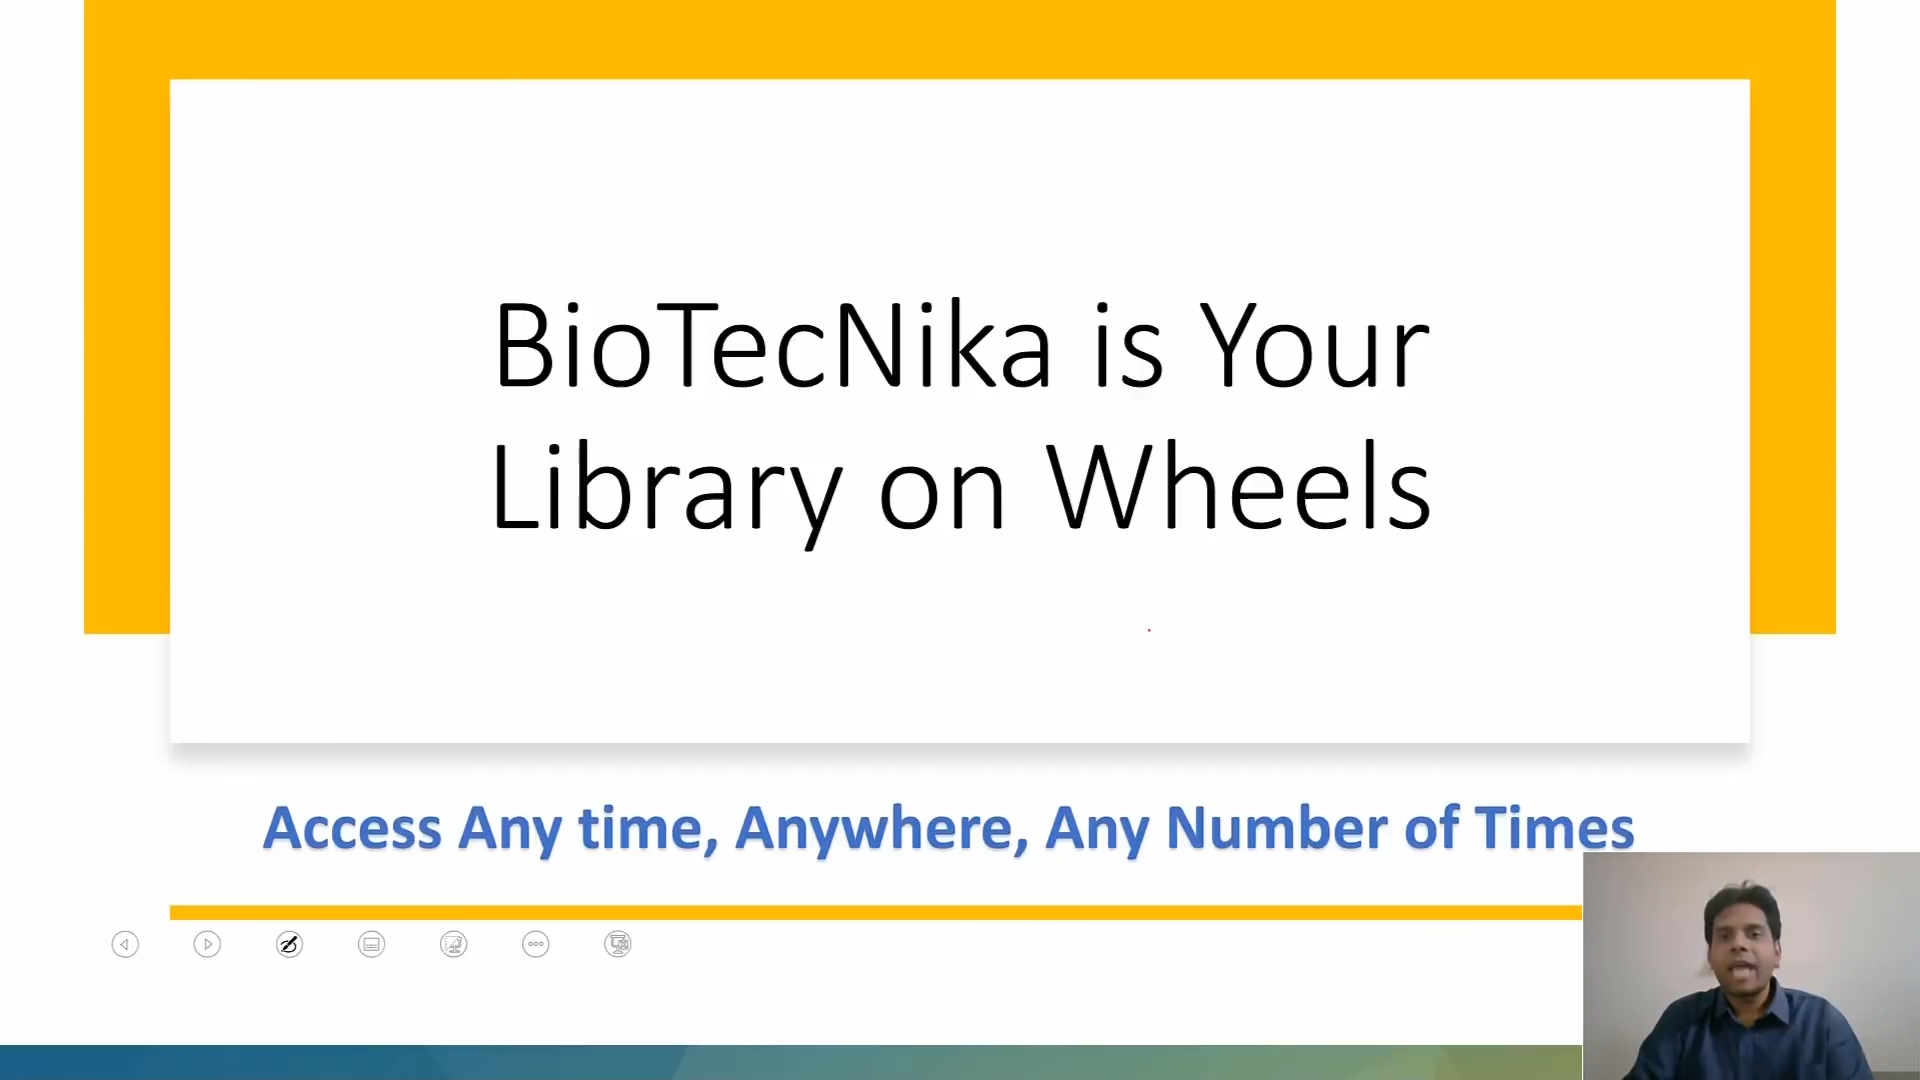 BioTecNika is Your
Library on Wheels
Access Any time, Anywhere, Any Number of Times